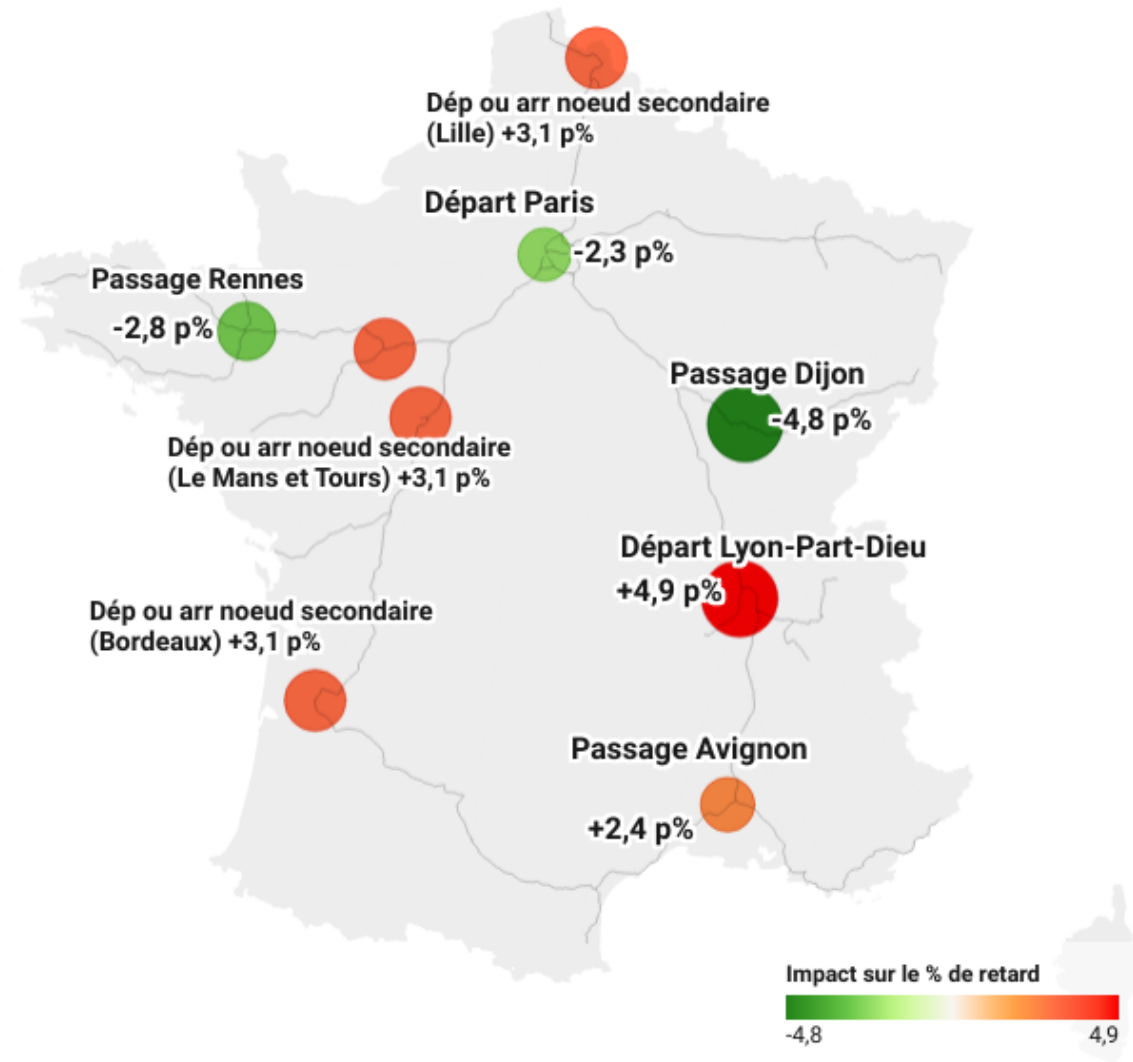 Dép ou arr noeud secondaire
(Lille) +3,1 p%
Départ Paris
-2,3 p%
Passage Rennes
-2,8 p%
Passage Dijon
-4,8 p%
Dép ou arr noeud secondaire
(Le Mans et Tours) +3,1 p%
Départ Lyon-Part-Dieu
+4,9 p%
Dép ou arr noeud secondaire
(Bordeaux) +3,1 p%
Passage Avignon
+2,4 p%
Impact sur le % de retard
-4,8 4,9